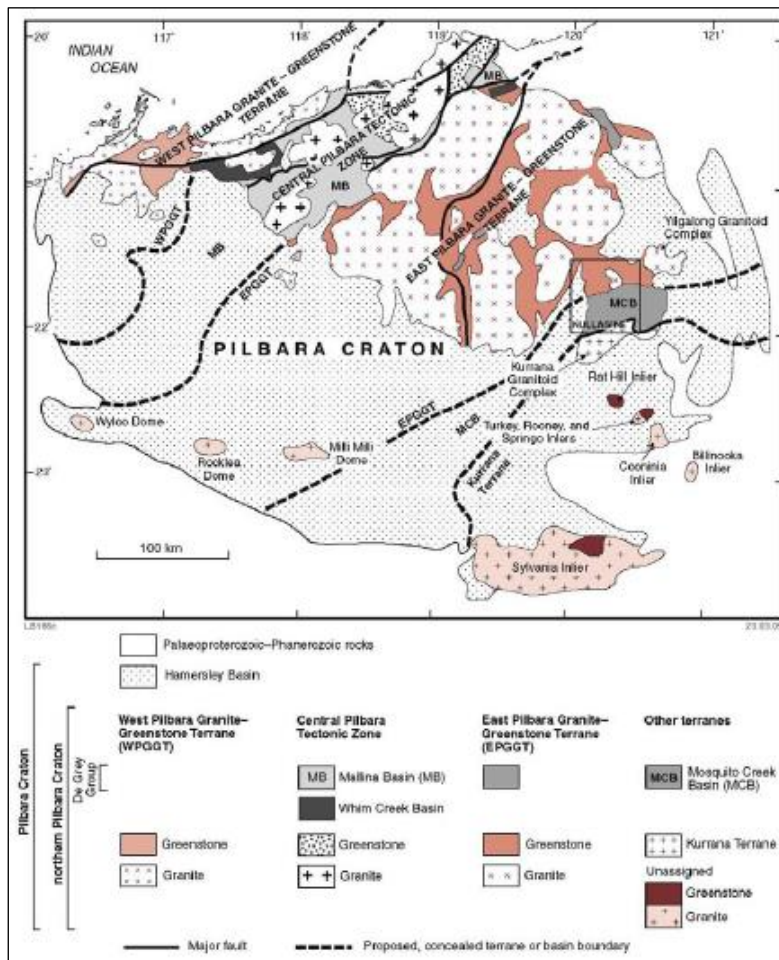 20°
117°
118°
119°
120°
121°
INDIAN
OCEAN
WEST PILBARA GRANITE–GREENSTONE
TERRANE
?
?
MB
CENTRAL PILBARA TECTONIC
ZONE
MB
EAST PILBARA GRANITE–GREENSTONE
TERRANE
Yilgalong Granitoid
Complex
WPGGT
MB
EPGGT
MCB
22°
NULLAGINE
PILBARA CRATON
Kurrana
Granitoid
Complex
Rat Hill Inlier
EPGGT
MCB
Wyloo Dome
Turkey, Rooney, and
Springo Inliers
Rocklea
Dome
Milli Milli
Dome
Kurrana
Terrane
Cooninia
Inlier
Billinooka
Inlier
100 km
Sylvania Inlier
Palaeoproterozoic–Phanerozoic rocks
Hamersley Basin
West Pilbara Granite–
Greenstone Terrane
(WPGGT)
Central Pilbara
Tectonic Zone
East Pilbara Granite–
Greenstone Terrane
(EPGGT)
Other terranes
Pilbara Craton
northern Pilbara Craton
De Grey
Group
MB
Mallina Basin (MB)
MCB
Mosquito Creek
Basin (MCB)
Whim Creek Basin
Greenstone
Greenstone
Greenstone
Kurrana Terrane
Granite
Granite
Granite
Unassigned
Greenstone
Granite
Major fault
Proposed, concealed terrane or basin boundary